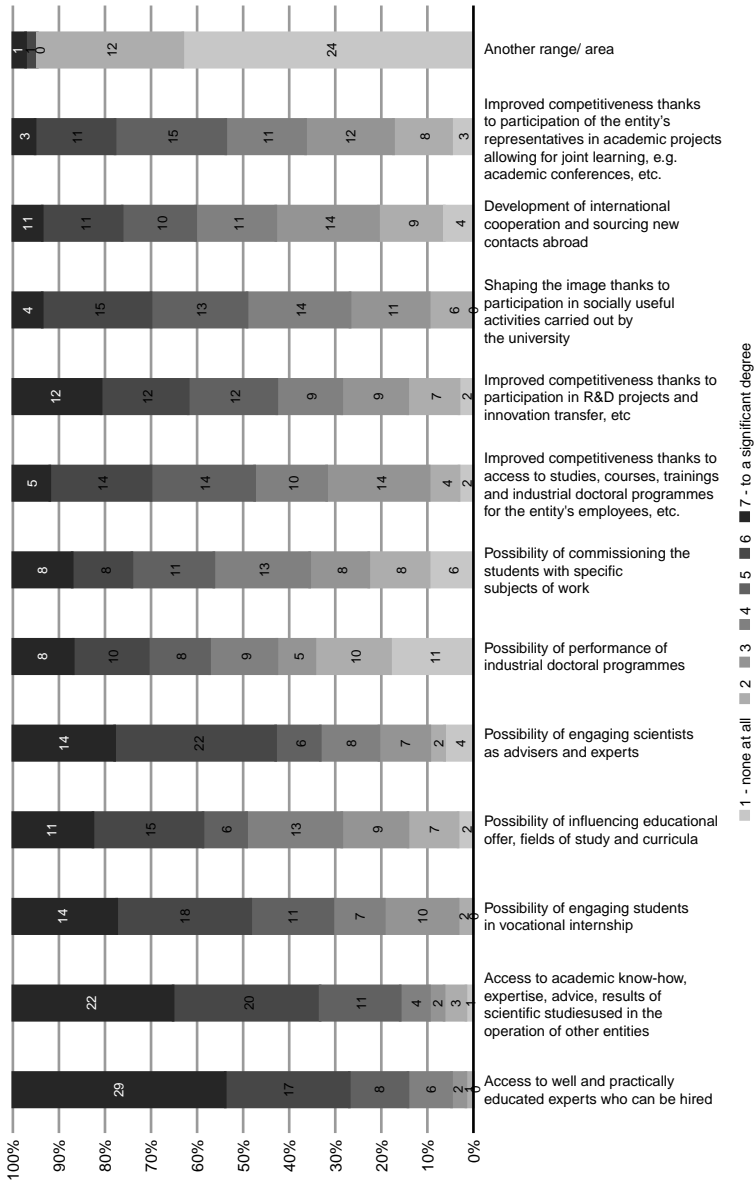 1 1 0 12 24
Another range/ area
3 11 15 11 12 8 3
Improved competitiveness thanks
to participation of the entity's
representatives in academic projects
allowing for joint learning, e.g.
academic conferences, etc.
11 11 10 11 14 9 4
Development of international
cooperation and sourcing new
contacts abroad
4 15 13 14 11 6 0
Shaping the image thanks to
participation in socially useful
activities carried out by
the university
12 12 12 9 9 7 2
Improved competitiveness thanks to
participation in R&D projects and
innovation transfer, etc
5 14 14 10 14 4 2
Improved competitiveness thanks to
access to studies, courses, trainings
and industrial doctoral programmes
for the entity's employees, etc.
8 8 11 13 8 8 6
Possibility of commissioning the
students with specific
subjects of work
8 10 8 9 5 10 11
Possibility of performance of
industrial doctoral programmes
14 22 6 8 7 2 4
Possibility of engaging scientists
as advisers and experts
11 15 6 13 9 7 2
Possibility of influencing educational
offer, fields of study and curricula
14 18 11 7 10 2 0
Possibility of engaging students
in vocational internship
22 20 11 4 2 3 1
Access to academic know-how,
expertise, advice, results of
scientific studiesused in the
operation of other entities
29 17 8 6 2 1 0
Access to well and practically
educated experts who can be hired
100%
90%
80%
70%
60%
50%
40%
30%
20%
10%
0%
1 - none at all 2 3 4 5 6 7 - to a significant degree